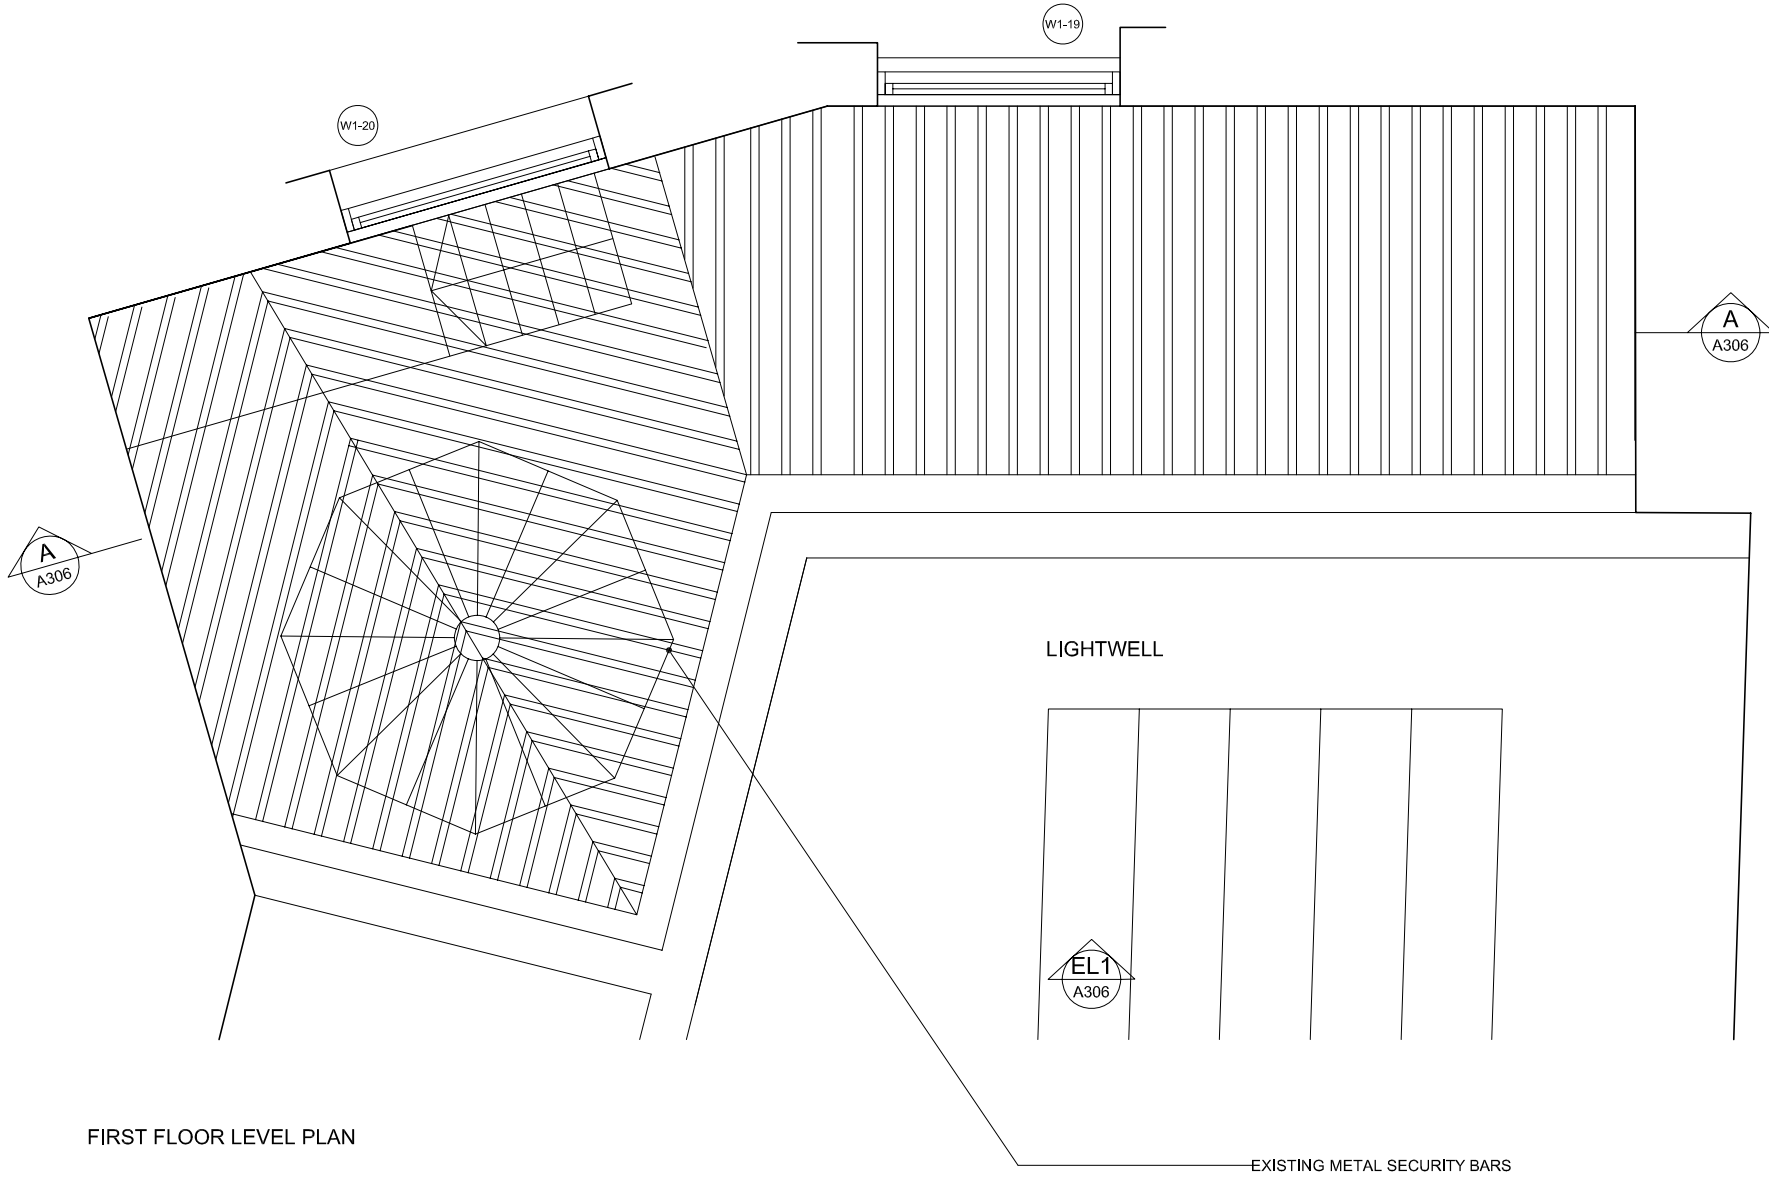 W1-19
W1-20
A
A306
A
A306
LIGHTWELL
EL1
A306
FIRST FLOOR LEVEL PLAN
EXISTING METAL SECURITY BARS